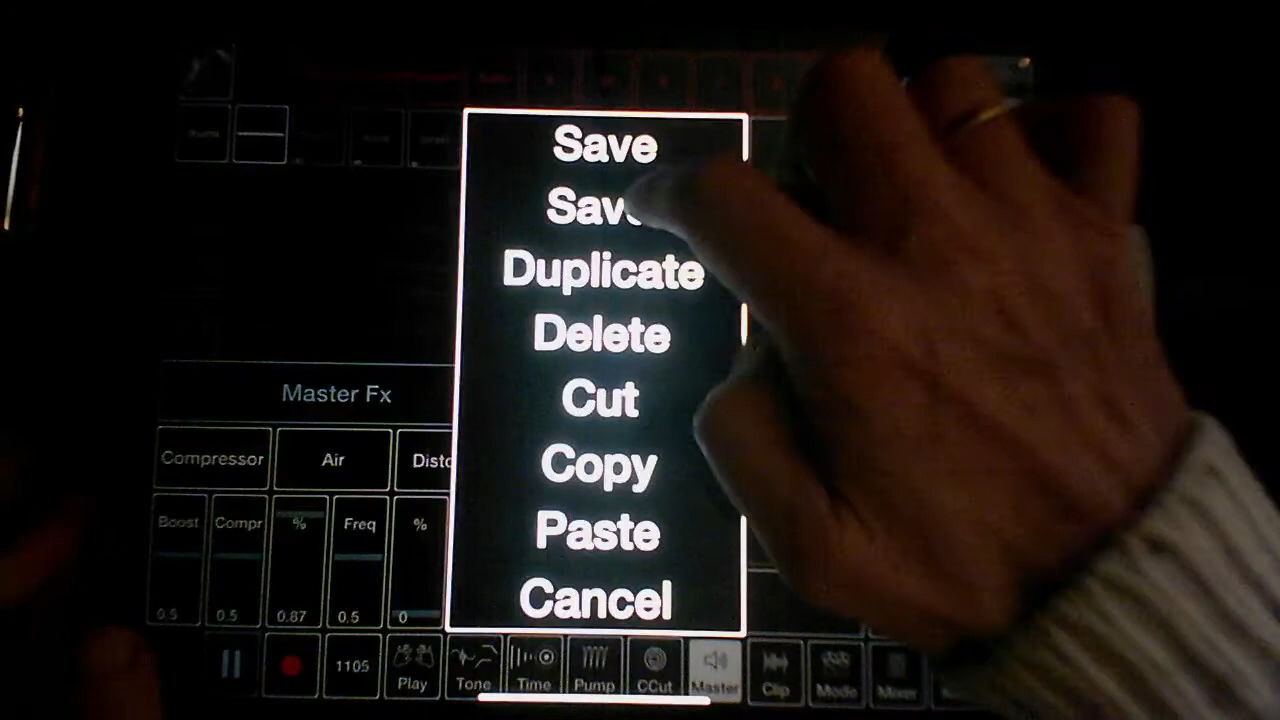 Save
Save
Duplicate
Delete
Master Fx
Cut
Compressor Air Disto
Copy
Boost Compr % Freq %
Paste
0.5 0.5 0.87 0.5 0
Cancel
1105
Play Tone Time Pump CCut Master Clip Mode Mixer